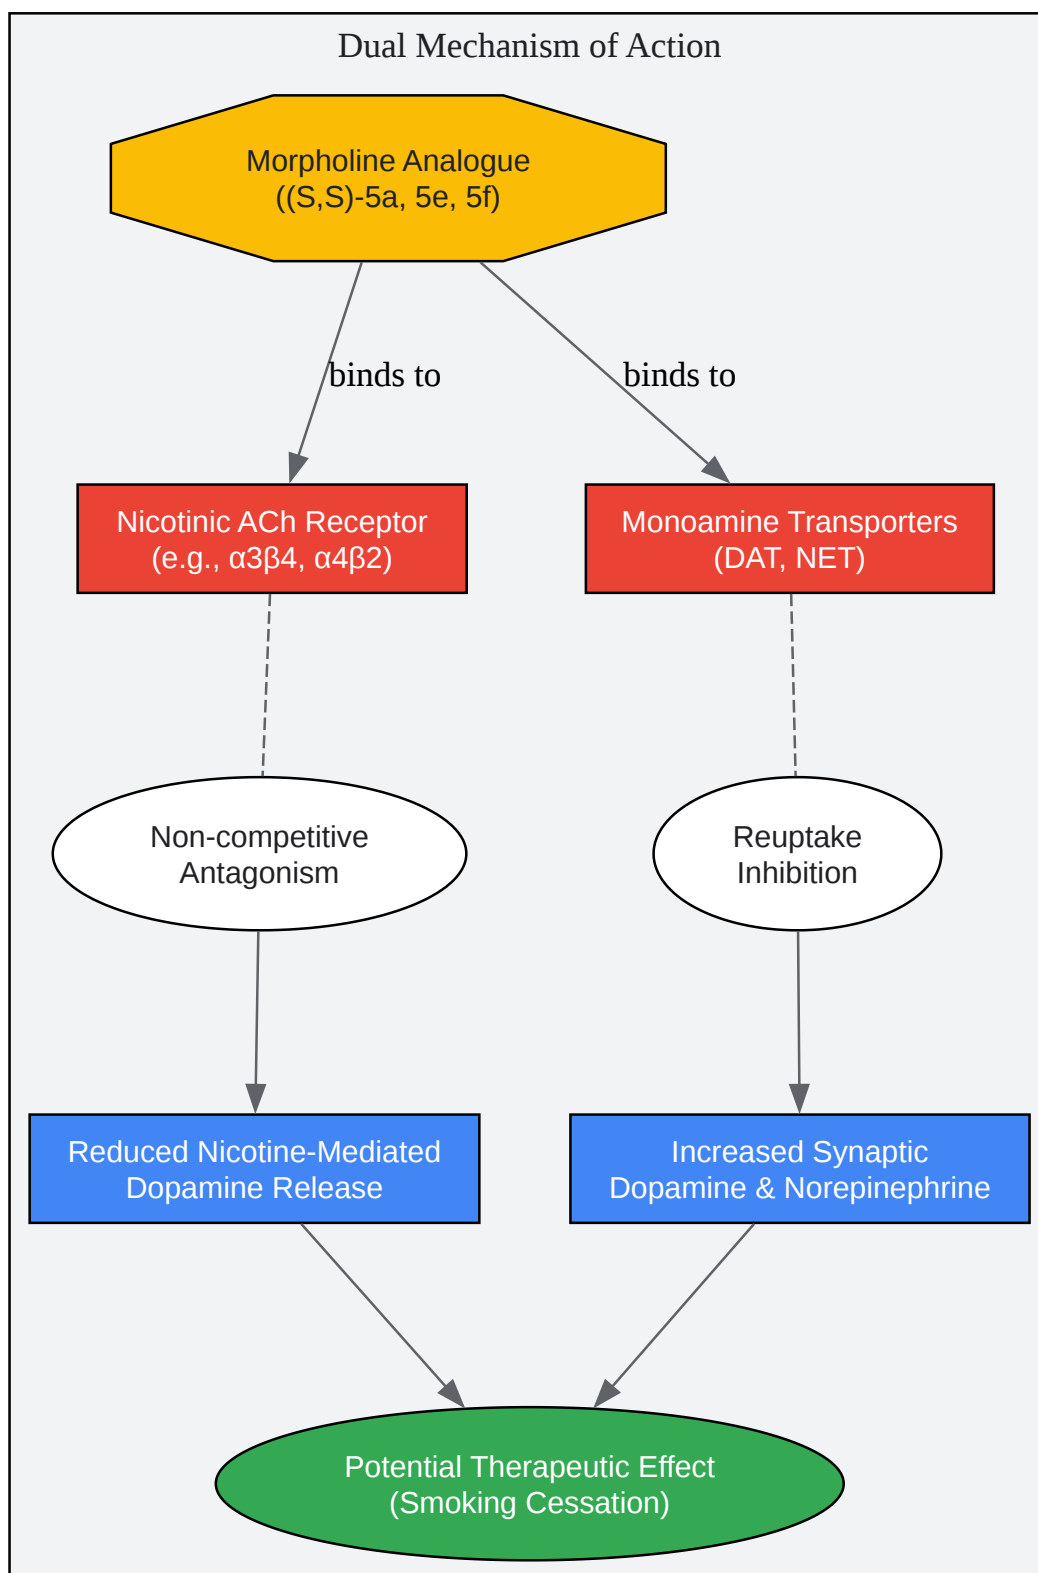 Dual Mechanism of Action
Morpholine Analogue
((S,S)-5a, 5e, 5f)
binds to
binds to
Nicotinic ACh Receptor
(e.g., α3β4, α4β2)
Monoamine Transporters
(DAT, NET)
Non-competitive
Antagonism
Reuptake
Inhibition
Reduced Nicotine-Mediated
Dopamine Release
Increased Synaptic
Dopamine & Norepinephrine
Potential Therapeutic Effect
(Smoking Cessation)